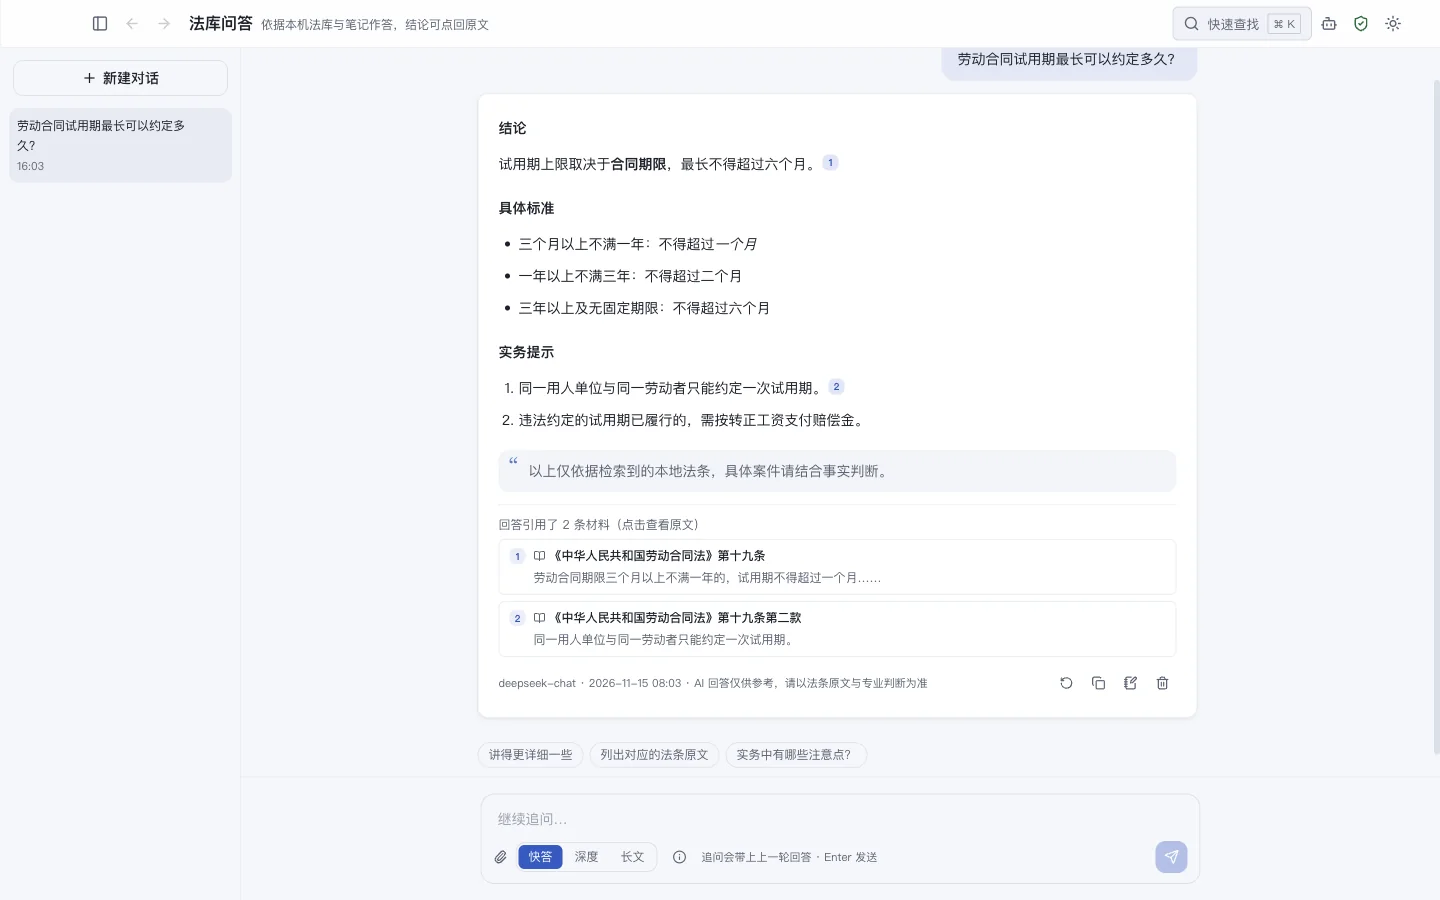 法库问答 依据本机法库与笔记作答，结论可点回原文
快速查找 ⌘ K
+ 新建对话
劳动合同试用期最长可以约定多
久？
16:03
劳动合同试用期最长可以约定多久？
结论
试用期上限取决于合同期限，最长不得超过六个月。 1
具体标准
• 三个月以上不满一年：不得超过一个月
• 一年以上不满三年：不得超过二个月
• 三年以上及无固定期限：不得超过六个月
实务提示
1. 同一用人单位与同一劳动者只能约定一次试用期。 2
2. 违法约定的试用期已履行的，需按转正工资支付赔偿金。
“ 以上仅依据检索到的本地法条，具体案件请结合事实判断。
回答引用了 2 条材料（点击查看原文）
1 《中华人民共和国劳动合同法》第十九条
劳动合同期限三个月以上不满一年的，试用期不得超过一个月……
2 《中华人民共和国劳动合同法》第十九条第二款
同一用人单位与同一劳动者只能约定一次试用期。
deepseek-chat · 2026-11-15 08:03 · AI 回答仅供参考，请以法条原文与专业判断为准
讲得更详细一些 列出对应的法条原文 实务中有哪些注意点？
继续追问…
快答 深度 长文 追问会带上上一轮回答 · Enter 发送